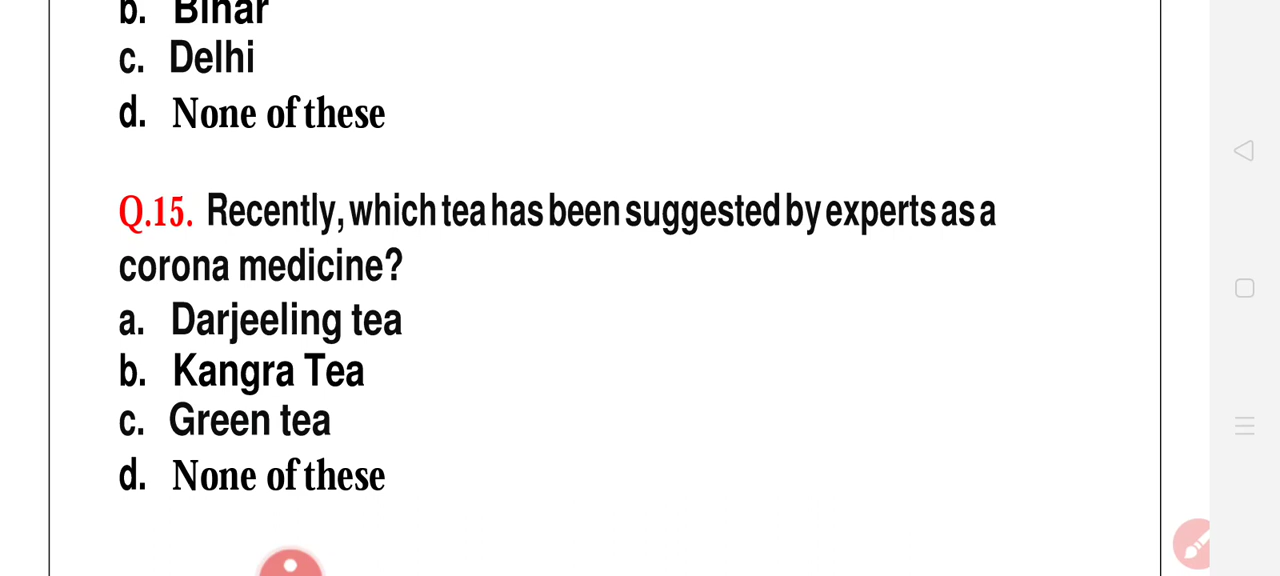 b. Bihar
c. Delhi
d. None of these
Q.15. Recently, which tea has been suggested by experts as a
corona medicine?
a. Darjeeling tea
b. Kangra Tea
c. Green tea
d. None of these